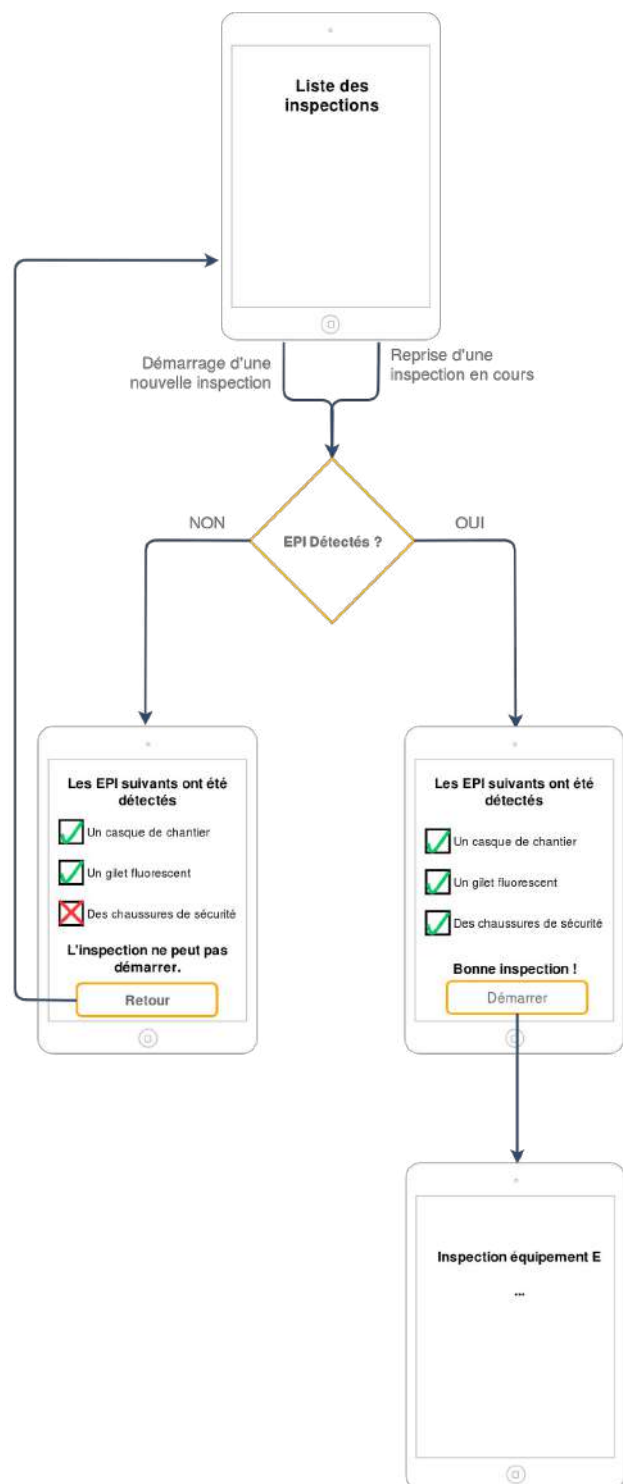 Liste des
inspections
Démarrage d'une
nouvelle inspection
Reprise d'une
inspection en cours
EPI Détectés ?
NON
OUI
Les EPI suivants ont été
détectés
Un casque de chantier
Un gilet fluorescent
Des chaussures de sécurité
L'inspection ne peut pas
démarrer.
Retour
Les EPI suivants ont été
détectés
Un casque de chantier
Un gilet fluorescent
Des chaussures de sécurité
Bonne inspection !
Démarrer
Inspection équipement E
...